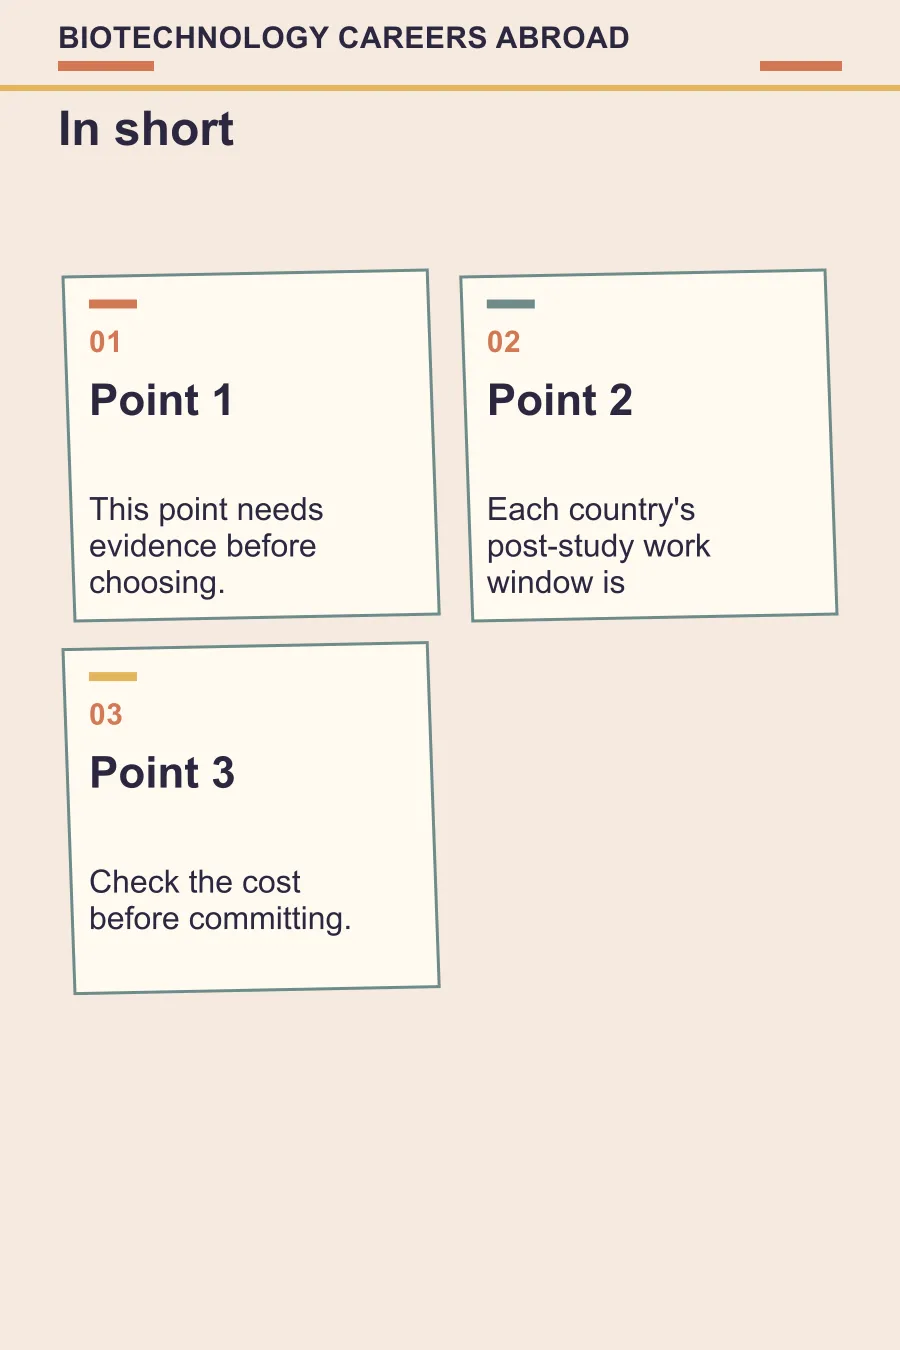 BIOTECHNOLOGY CAREERS ABROAD
In short
01
Point 1
This point needs
evidence before
choosing.
02
Point 2
Each country's
post-study work
window is
03
Point 3
Check the cost
before committing.